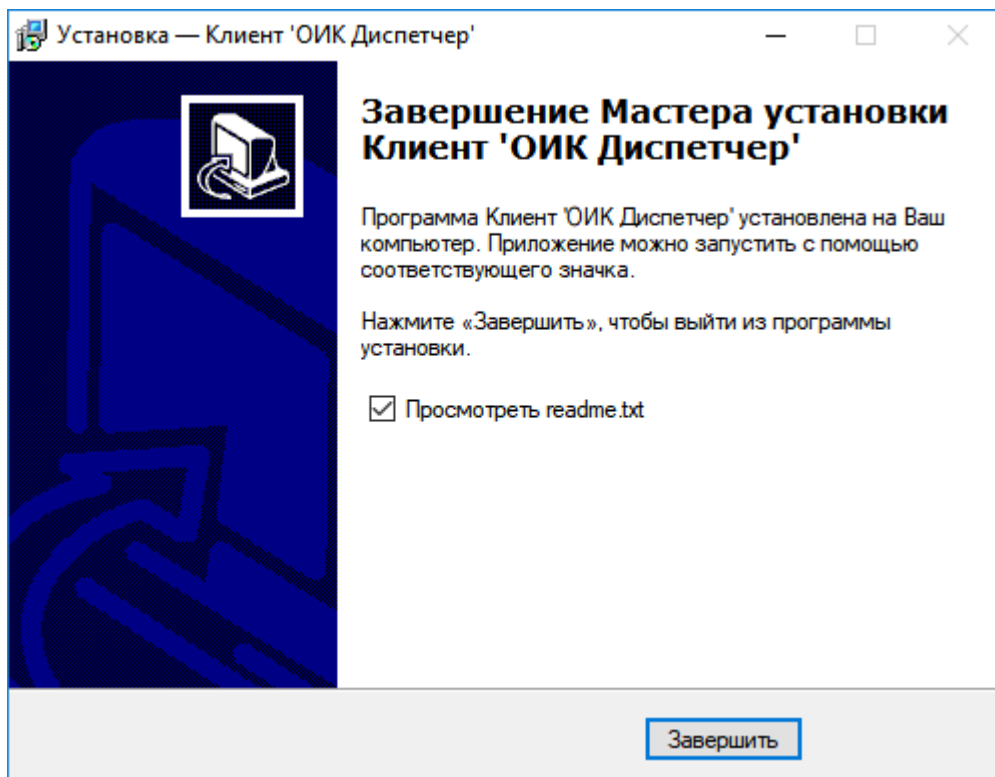 Установка — Клиент 'ОИК Диспетчер'
Завершение Мастера установки
Клиент 'ОИК Диспетчер'
Программа Клиент 'ОИК Диспетчер' установлена на Ваш
компьютер. Приложение можно запустить с помощью
соответствующего значка.
Нажмите «Завершить», чтобы выйти из программы
установки.
Просмотреть readme.txt
Завершить